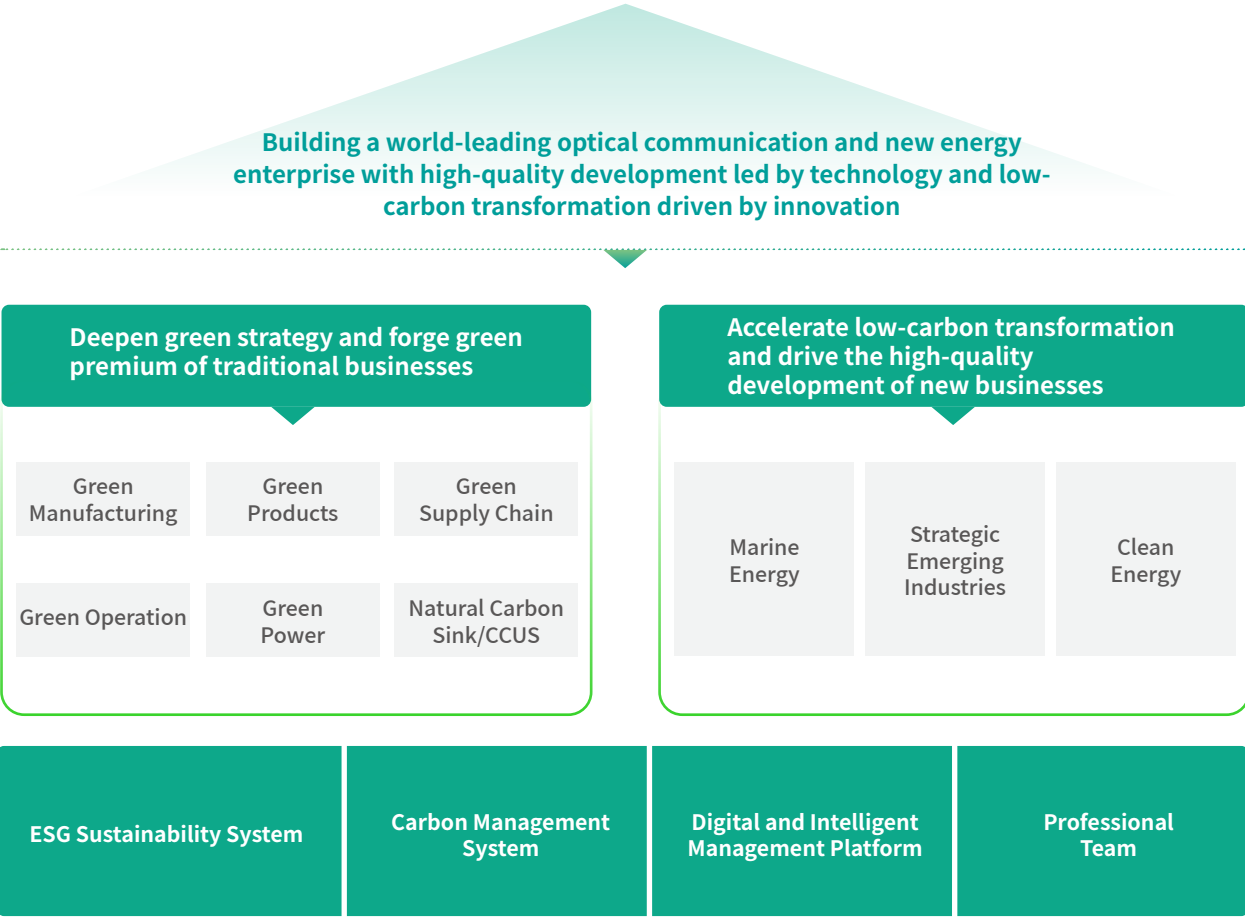 Building a world-leading optical communication and new energy
enterprise with high-quality development led by technology and low-
carbon transformation driven by innovation
Deepen green strategy and forge green
premium of traditional businesses
Green
Manufacturing
Green
Products
Green
Supply Chain
Green Operation
Green
Power
Natural Carbon
Sink/CCUS
Accelerate low-carbon transformation
and drive the high-quality
development of new businesses
Marine
Energy
Strategic
Emerging
Industries
Clean
Energy
ESG Sustainability System
Carbon Management
System
Digital and Intelligent
Management Platform
Professional
Team